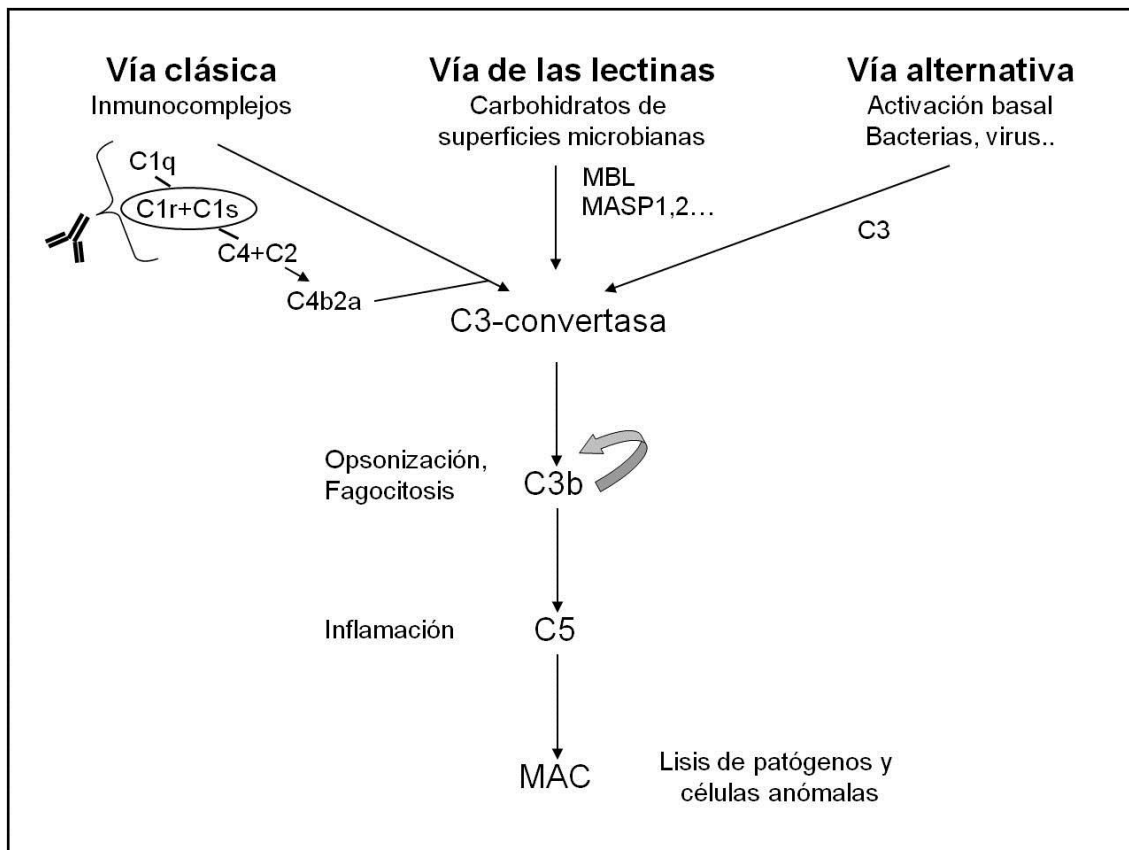 Vía clásica
Inmunocomplejos
C1q
C1r+C1s
C4+C2
C4b2a
Vía de las lectinas
Carbohidratos de
superficies microbianas
MBL
MASP1,2...
Vía alternativa
Activación basal
Bacterias, virus..
C3
C3-convertasa
Opsonización,
Fagocitosis
C3b
Inflamación
C5
MAC
Lisis de patógenos y
células anómalas